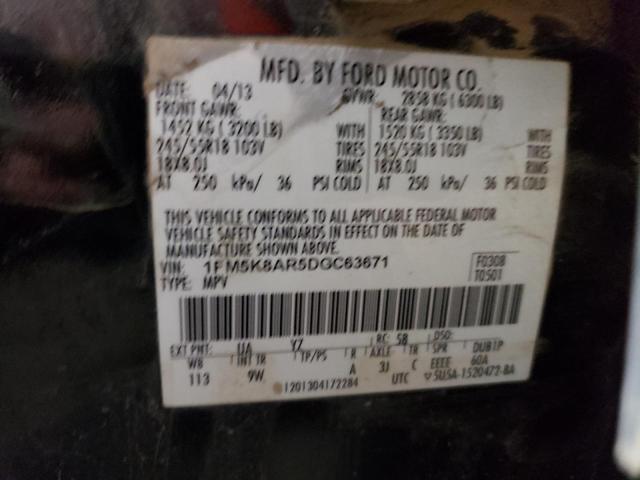 MFD. BY FORD MOTOR CO.
DATE: 04/13 GVWR: 2858 KG ( 6300 LB)
FRONT GAWR: REAR GAWR:
1452 KG ( 3200 LB) WITH 1520 KG ( 3350 LB) WITH
245/55R18 103V TIRES 245/55R18 103V TIRES
18X8.0J RIMS 18X8.0J RIMS
AT 250 kPa/ 36 PSI COLD AT 250 kPa/ 36 PSI COLD
THIS VEHICLE CONFORMS TO ALL APPLICABLE FEDERAL MOTOR
VEHICLE SAFETY STANDARDS IN EFFECT ON THE DATE OF
MANUFACTURE SHOWN ABOVE.
VIN: 1FM5K8AR5DGC63671 F0308
TYPE: MPV T0501
EXT PNT: UA YZ RC: 58 DSO:
WB INT TR TP/PS R AXLE TR SPR DUB1P
113 9W A 3J C EEEE 60A
1201304172284 UTC 5U5A-1520472-BA